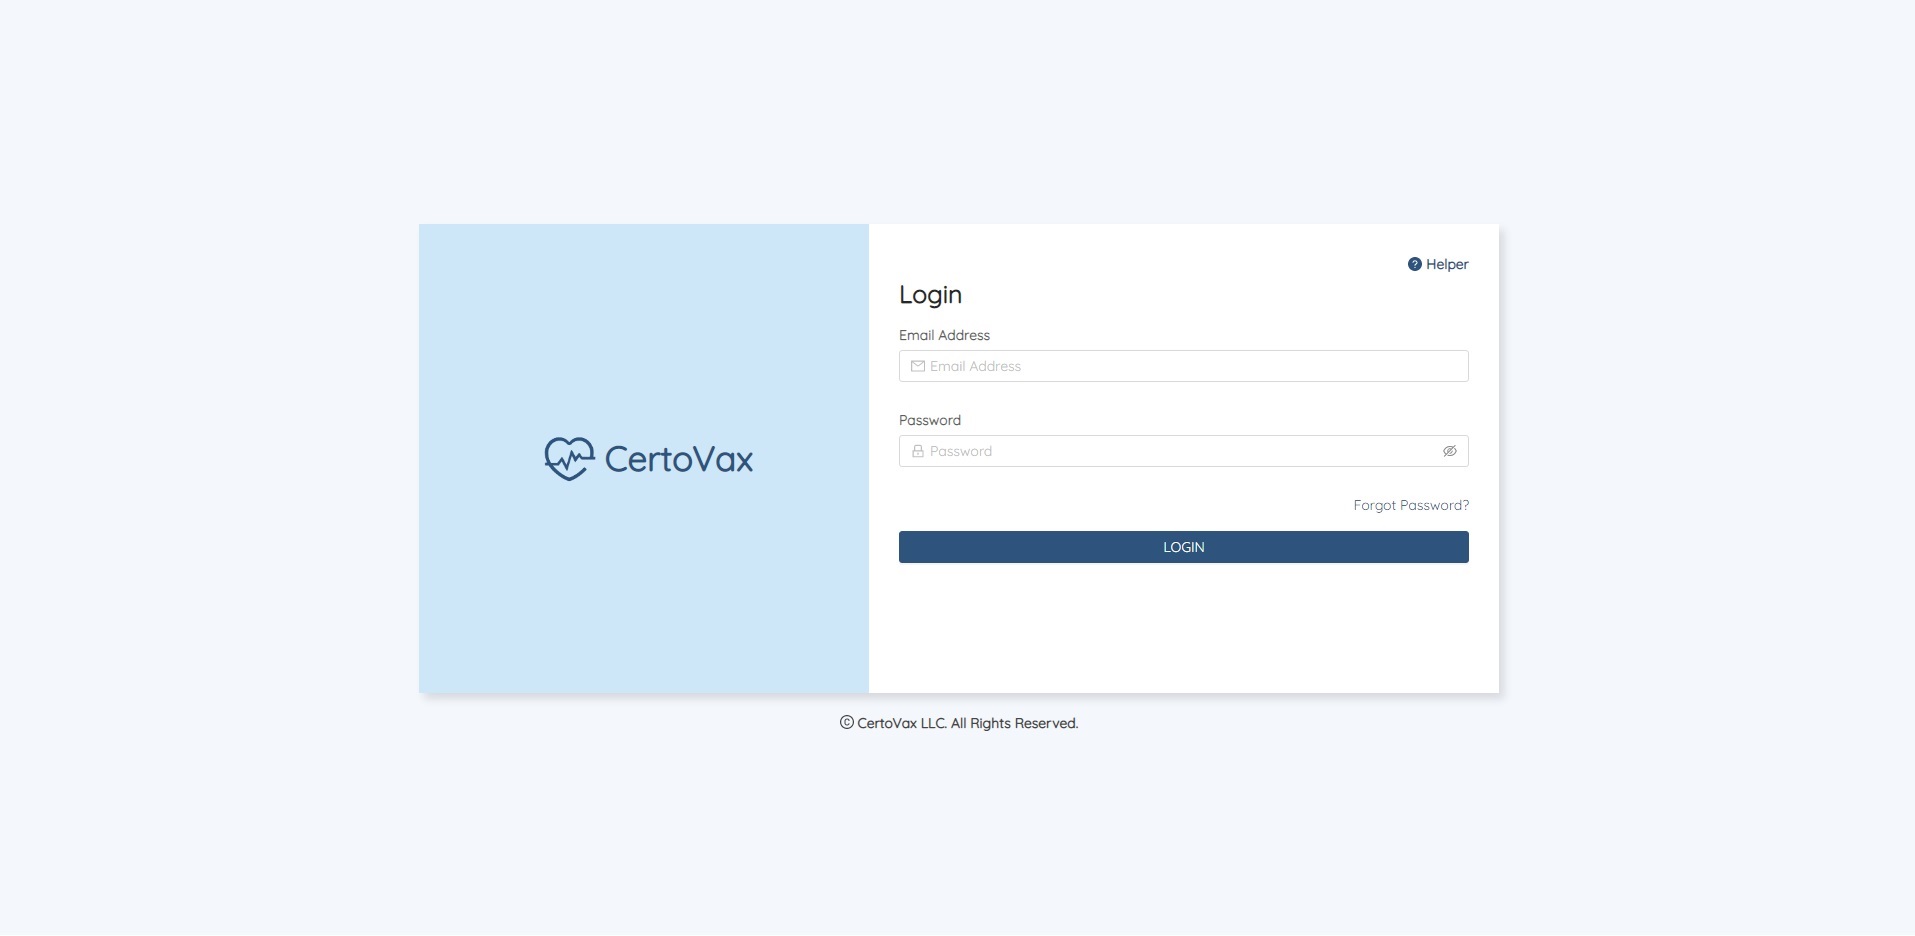 CertoVax
Helper
Login
Email Address
Email Address
Password
Password
Forgot Password?
LOGIN
© CertoVax LLC. All Rights Reserved.